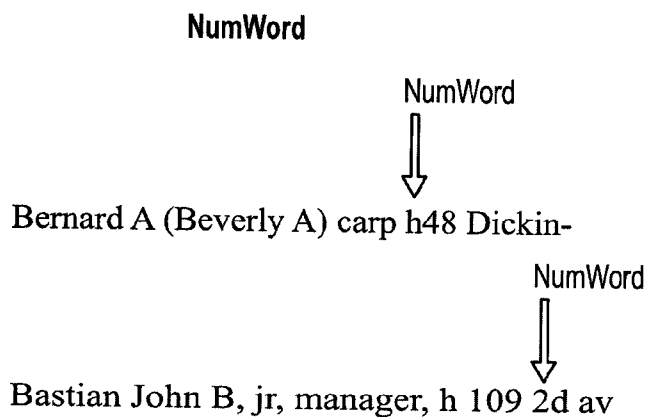 NumWord
NumWord
Bernard A (Beverly A) carp h48 Dickin-
NumWord
Bastian John B, jr, manager, h 109 2d av